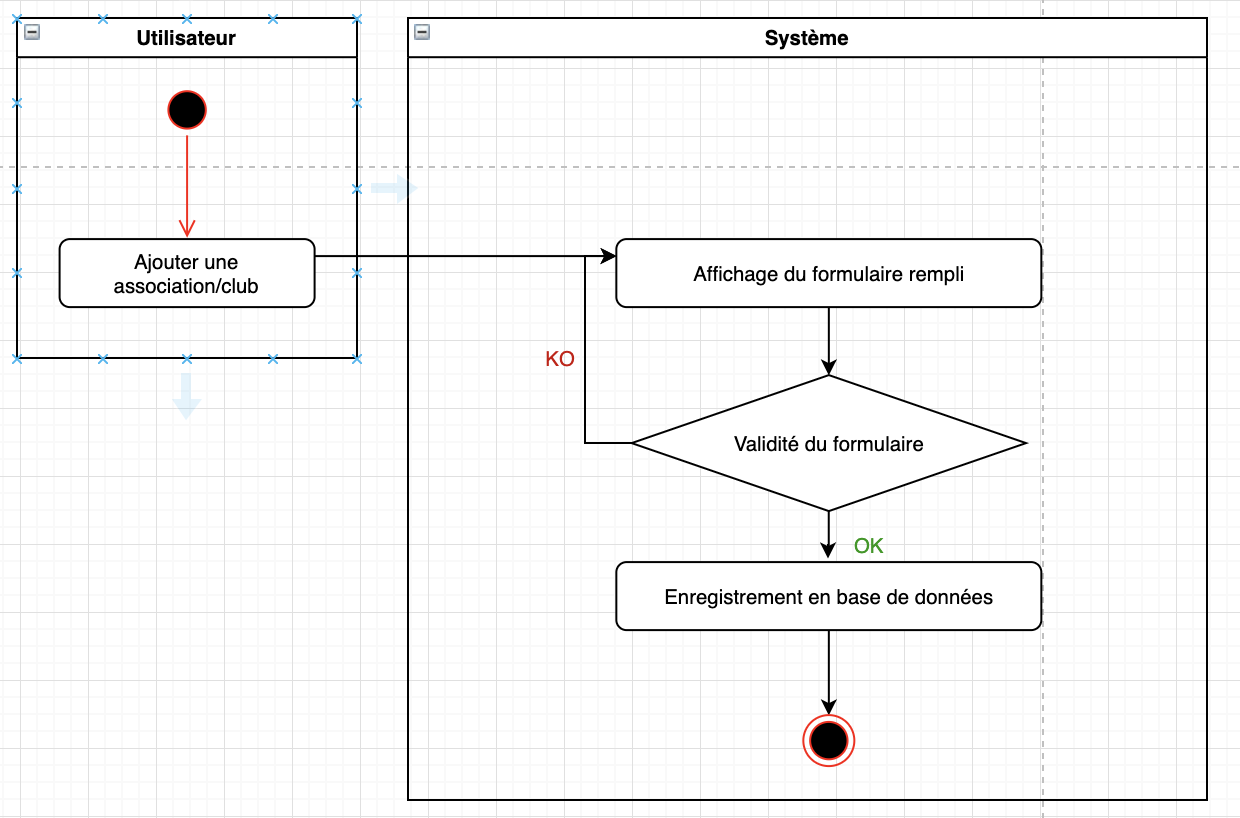 Utilisateur
Système
Ajouter une
association/club
Affichage du formulaire rempli
KO
Validité du formulaire
OK
Enregistrement en base de données